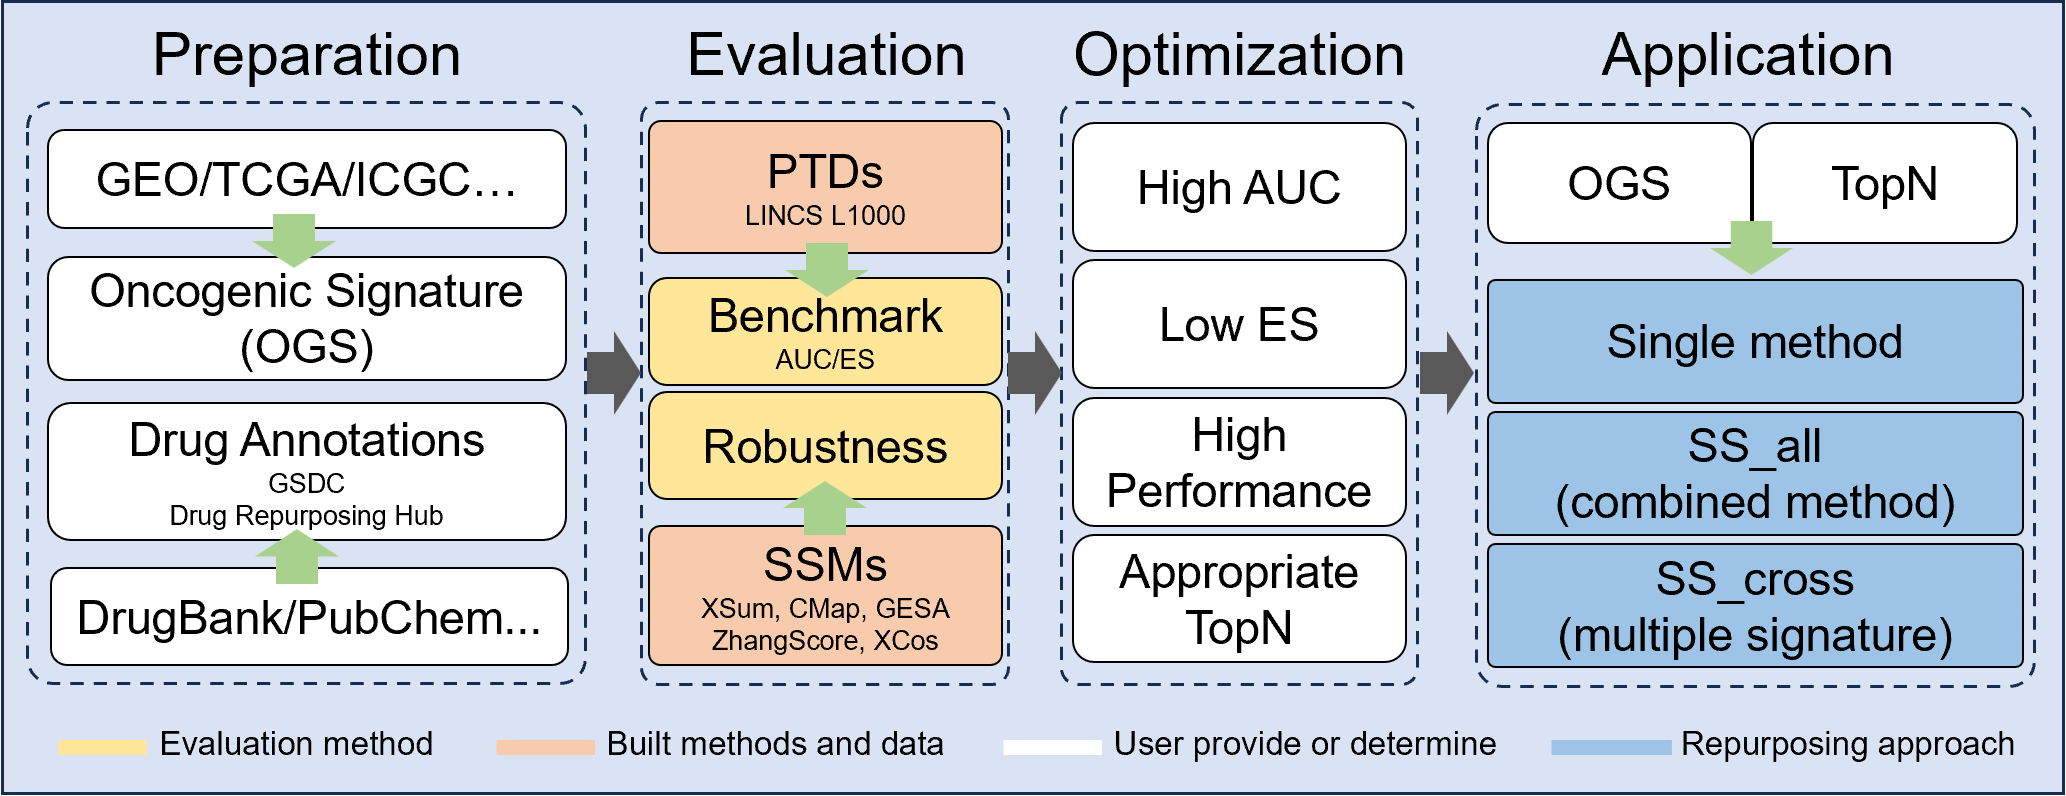 Preparation
GEO/TCGA/ICGC...
Oncogenic Signature
(OGS)
Drug Annotations
GSDC
Drug Repurposing Hub
DrugBank/PubChem...
Evaluation
PTDs
LINCS L1000
Benchmark
AUC/ES
Robustness
SSMs
XSum, CMap, GESA
ZhangScore, XCos
Optimization
High AUC
Low ES
High
Performance
Appropriate
TopN
Application
OGS
TopN
Single method
SS_all
(combined method)
SS_cross
(multiple signature)
Evaluation method
Built methods and data
User provide or determine
Repurposing approach